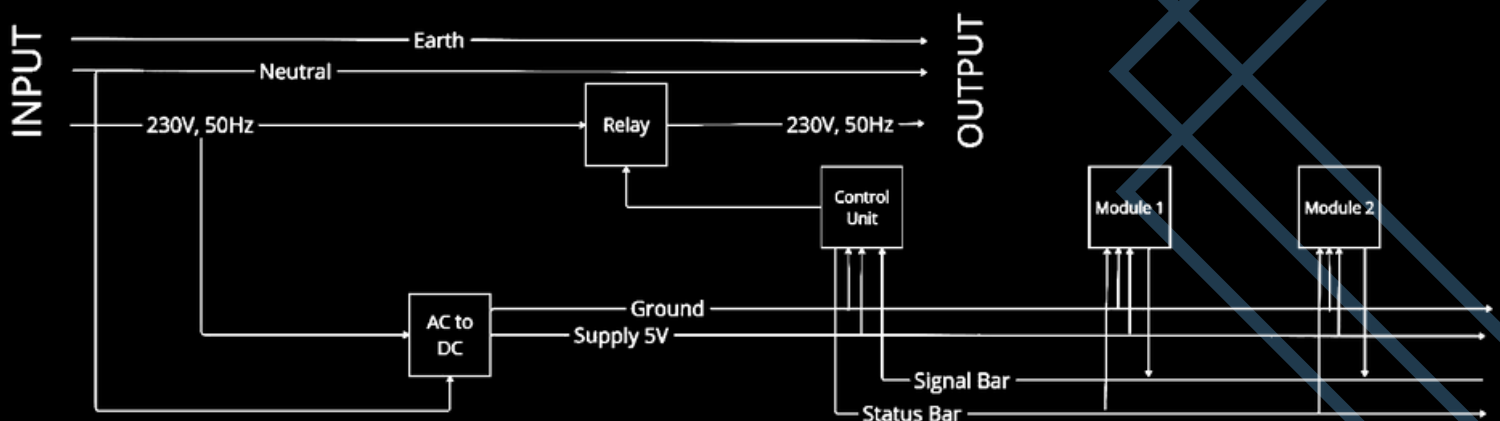 INPUT
Earth
OUTPUT
Neutral
230V, 50Hz
Relay
230V, 50Hz
Control
Unit
Module 1
Module 2
AC to
DC
Ground
Supply 5V
Signal Bar
Status Bar